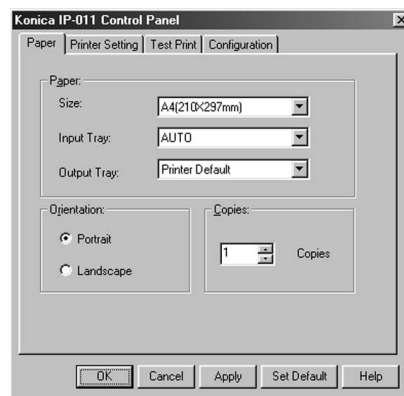 Konica IP-011 Control Panel
Paper Printer Setting Test Print Configuration
Paper:
Size: A4(210X297mm)
Input Tray: AUTO
Output Tray: Printer Default
Orientation: Copies:
Portrait
1 Copies
Landscape
OK Cancel Apply Set Default Help